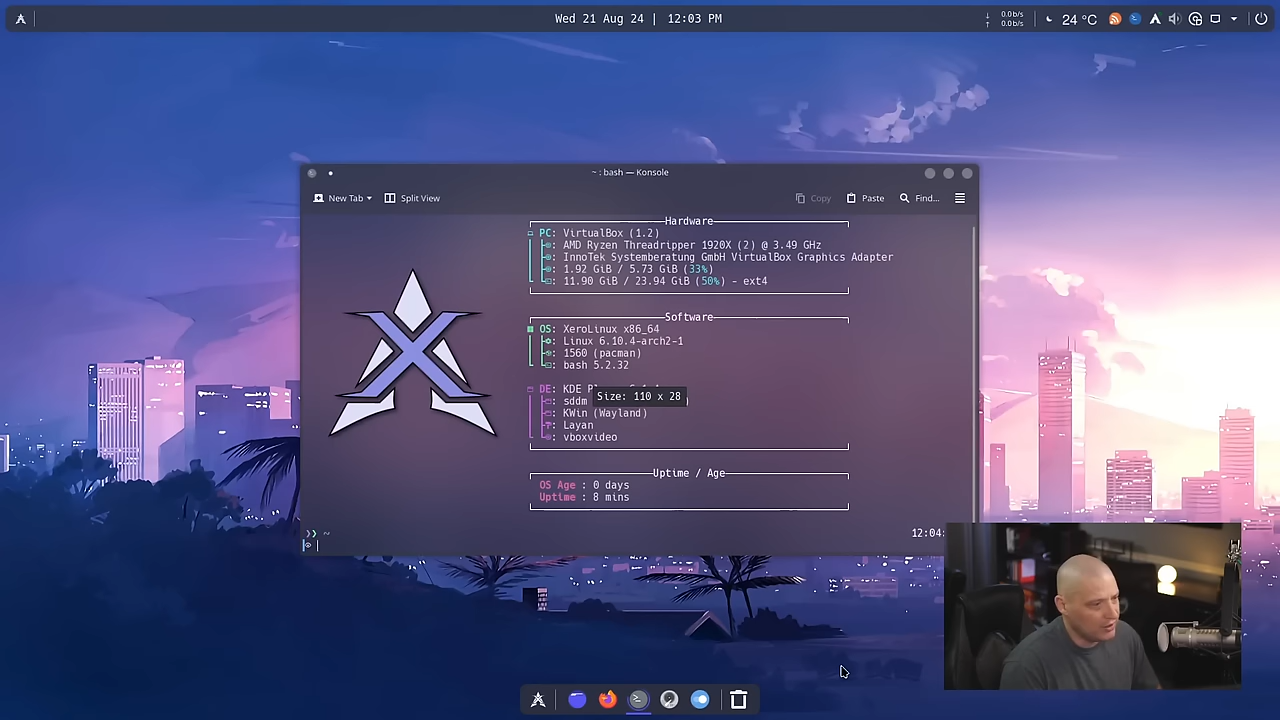 Wed 21 Aug 24 | 12:03 PM
0.0b/s
0.0b/s
24 °C
~ : bash — Konsole
New Tab
Split View
Copy
Paste
Find...
Hardware
PC: VirtualBox (1.2)
: AMD Ryzen Threadripper 1920X (2) @ 3.49 GHz
: InnoTek Systemberatung GmbH VirtualBox Graphics Adapter
: 1.92 GiB / 5.73 GiB (33%)
: 11.90 GiB / 23.94 GiB (50%) - ext4
Software
OS: XeroLinux x86_64
: Linux 6.10.4-arch2-1
: 1560 (pacman)
: bash 5.2.32
DE: KDE
Size: 110 x 28
: sddm
: KWin (Wayland)
: Layan
: vboxvideo
Uptime / Age
OS Age : 0 days
Uptime : 8 mins
~
12:04: